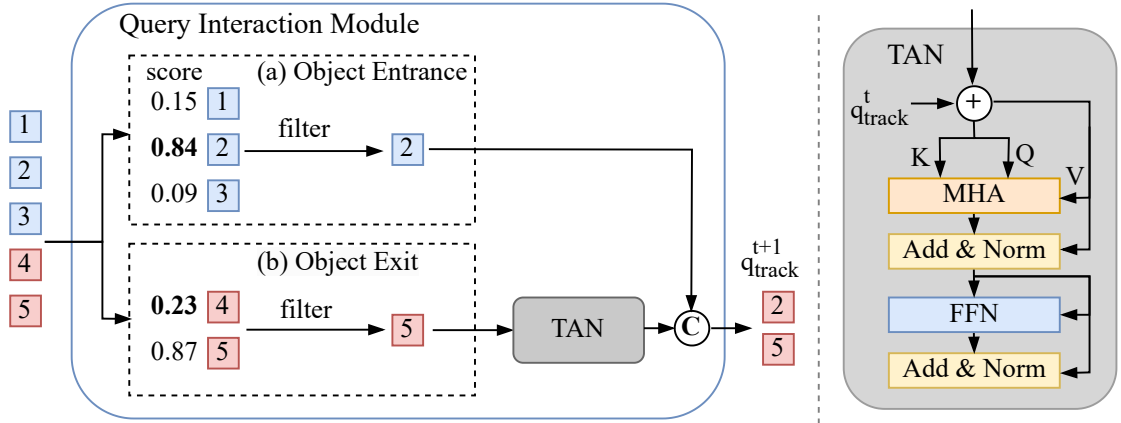 Query Interaction Module
1
2
3
4
5
(a) Object Entrance
score
0.15 1
0.84 2
filter
2
0.09 3
(b) Object Exit
0.23 4
filter
5
0.87 5
TAN
C
t+1
qtrack
2
5
TAN
t
qtrack
+
K
Q
V
MHA
Add & Norm
FFN
Add & Norm